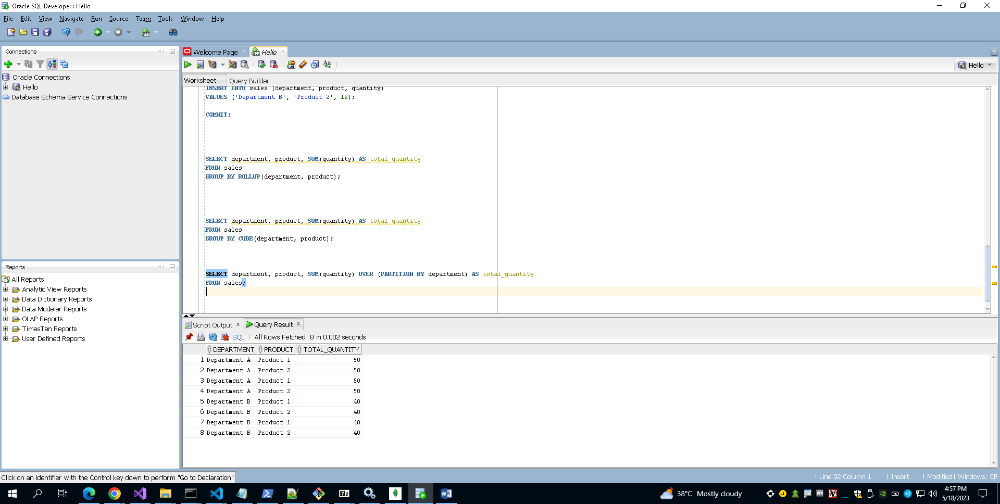 Oracle SQL Developer : Hello
File Edit View Navigate Run Source Team Tools Window Help
Connections
Oracle Connections
Hello
Database Schema Service Connections
Reports
All Reports
Analytic View Reports
Data Dictionary Reports
Data Modeler Reports
OLAP Reports
TimesTen Reports
User Defined Reports
Welcome Page
Hello
Hello
Worksheet Query Builder
INSERT INTO sales (department, product, quantity)
VALUES ('Department B', 'Product 2', 12);
COMMIT;
SELECT department, product, SUM(quantity) AS total_quantity
FROM sales
GROUP BY ROLLUP(department, product);
SELECT department, product, SUM(quantity) AS total_quantity
FROM sales
GROUP BY CUBE(department, product);
SELECT department, product, SUM(quantity) OVER (PARTITION BY department) AS total_quantity
FROM sales;
Script Output x Query Result x
SQL | All Rows Fetched: 8 in 0.002 seconds
DEPARTMENT PRODUCT TOTAL_QUANTITY
1 Department A Product 1 50
2 Department A Product 2 50
3 Department A Product 1 50
4 Department A Product 2 50
5 Department B Product 1 40
6 Department B Product 2 40
7 Department B Product 1 40
8 Department B Product 2 40
Click on an identifier with the Control key down to perform "Go to Declaration"
| Line 92 Column 1 | Insert | Modified | Windows: CR
38°C Mostly cloudy
4:57 PM
5/18/2023